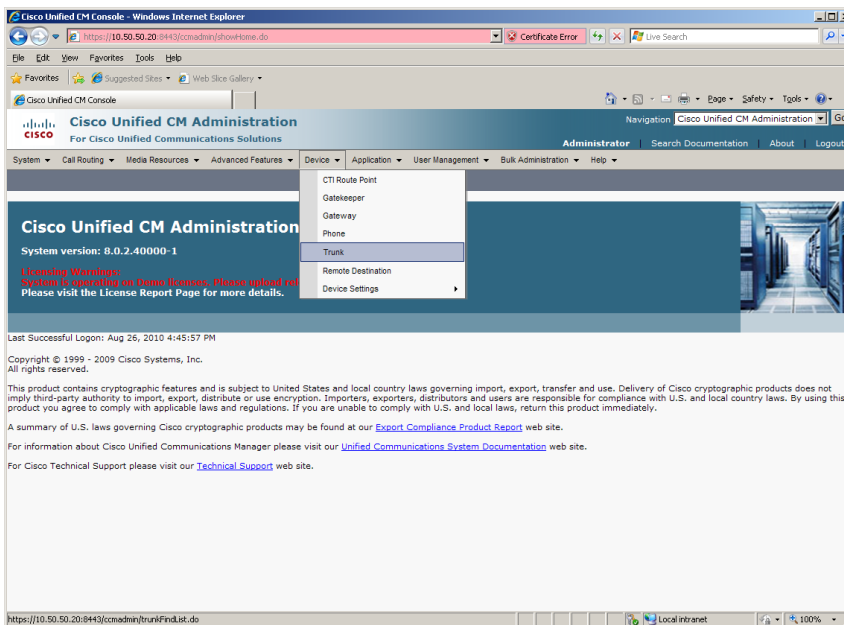 Cisco Unified CM Console - Windows Internet Explorer
https://10.50.50.20:8443/ccmadmin/showHome.do
Certificate Error
Live Search
File Edit View Favorites Tools Help
Favorites Suggested Sites Web Slice Gallery
Cisco Unified CM Console
Page Safety Tools
CISCO
Cisco Unified CM Administration
For Cisco Unified Communications Solutions
Navigation Cisco Unified CM Administration
Administrator | Search Documentation | About | Logout
System Call Routing Media Resources Advanced Features Device Application User Management Bulk Administration Help
CTI Route Point
Gatekeeper
Gateway
Phone
Trunk
Remote Destination
Device Settings
Cisco Unified CM Administration
System version: 8.0.2.40000-1
Licensing Warnings:
System is operating on Demo licenses, Please upload
Please visit the License Report Page for more details.
Last Successful Logon: Aug 26, 2010 4:45:57 PM
Copyright © 1999 - 2009 Cisco Systems, Inc.
All rights reserved.
This product contains cryptographic features and is subject to United States and local country laws governing import, export, transfer and use. Delivery of Cisco cryptographic products does not
imply third-party authority to import, export, distribute or use encryption. Importers, exporters, distributors and users are responsible for compliance with U.S. and local country laws. By using this
product you agree to comply with applicable laws and regulations. If you are unable to comply with U.S. and local laws, return this product immediately.
A summary of U.S. laws governing Cisco cryptographic products may be found at our Export Compliance Product Report web site.
For information about Cisco Unified Communications Manager please visit our Unified Communications System Documentation web site.
For Cisco Technical Support please visit our Technical Support web site.
https://10.50.50.20:8443/ccmadmin/trunkFindList.do
Local intranet
100%